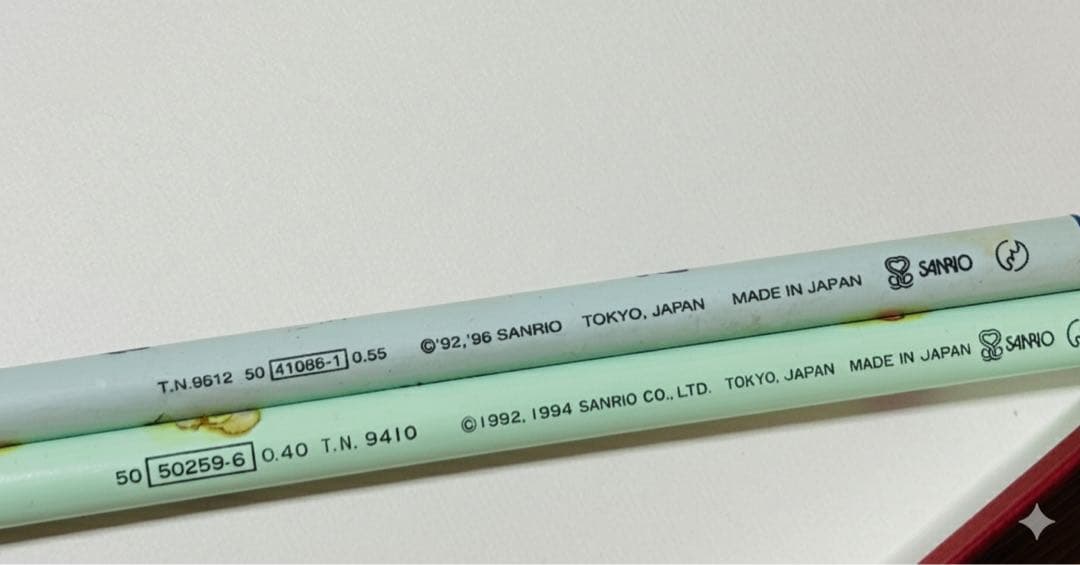 T.N.9612 50 41086-1 0.55 ©'92,'96 SANRIO TOKYO, JAPAN MADE IN JAPAN SANRIO
50 50259-6 0.40 T.N. 9410 ©1992, 1994 SANRIO CO., LTD. TOKYO, JAPAN MADE IN JAPAN SANRIO